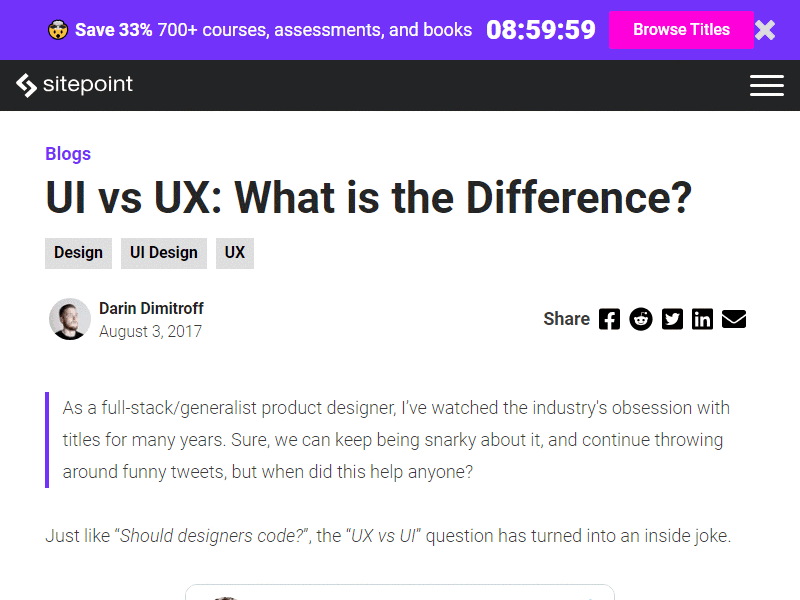 Save 33% 700+ courses, assessments, and books 08:59:59 Browse Titles
sitepoint
Blogs
UI vs UX: What is the Difference?
Design UI Design UX
Darin Dimitroff
August 3, 2017
Share
As a full-stack/generalist product designer, I’ve watched the industry's obsession with
titles for many years. Sure, we can keep being snarky about it, and continue throwing
around funny tweets, but when did this help anyone?
Just like “Should designers code?”, the “UX vs UI” question has turned into an inside joke.